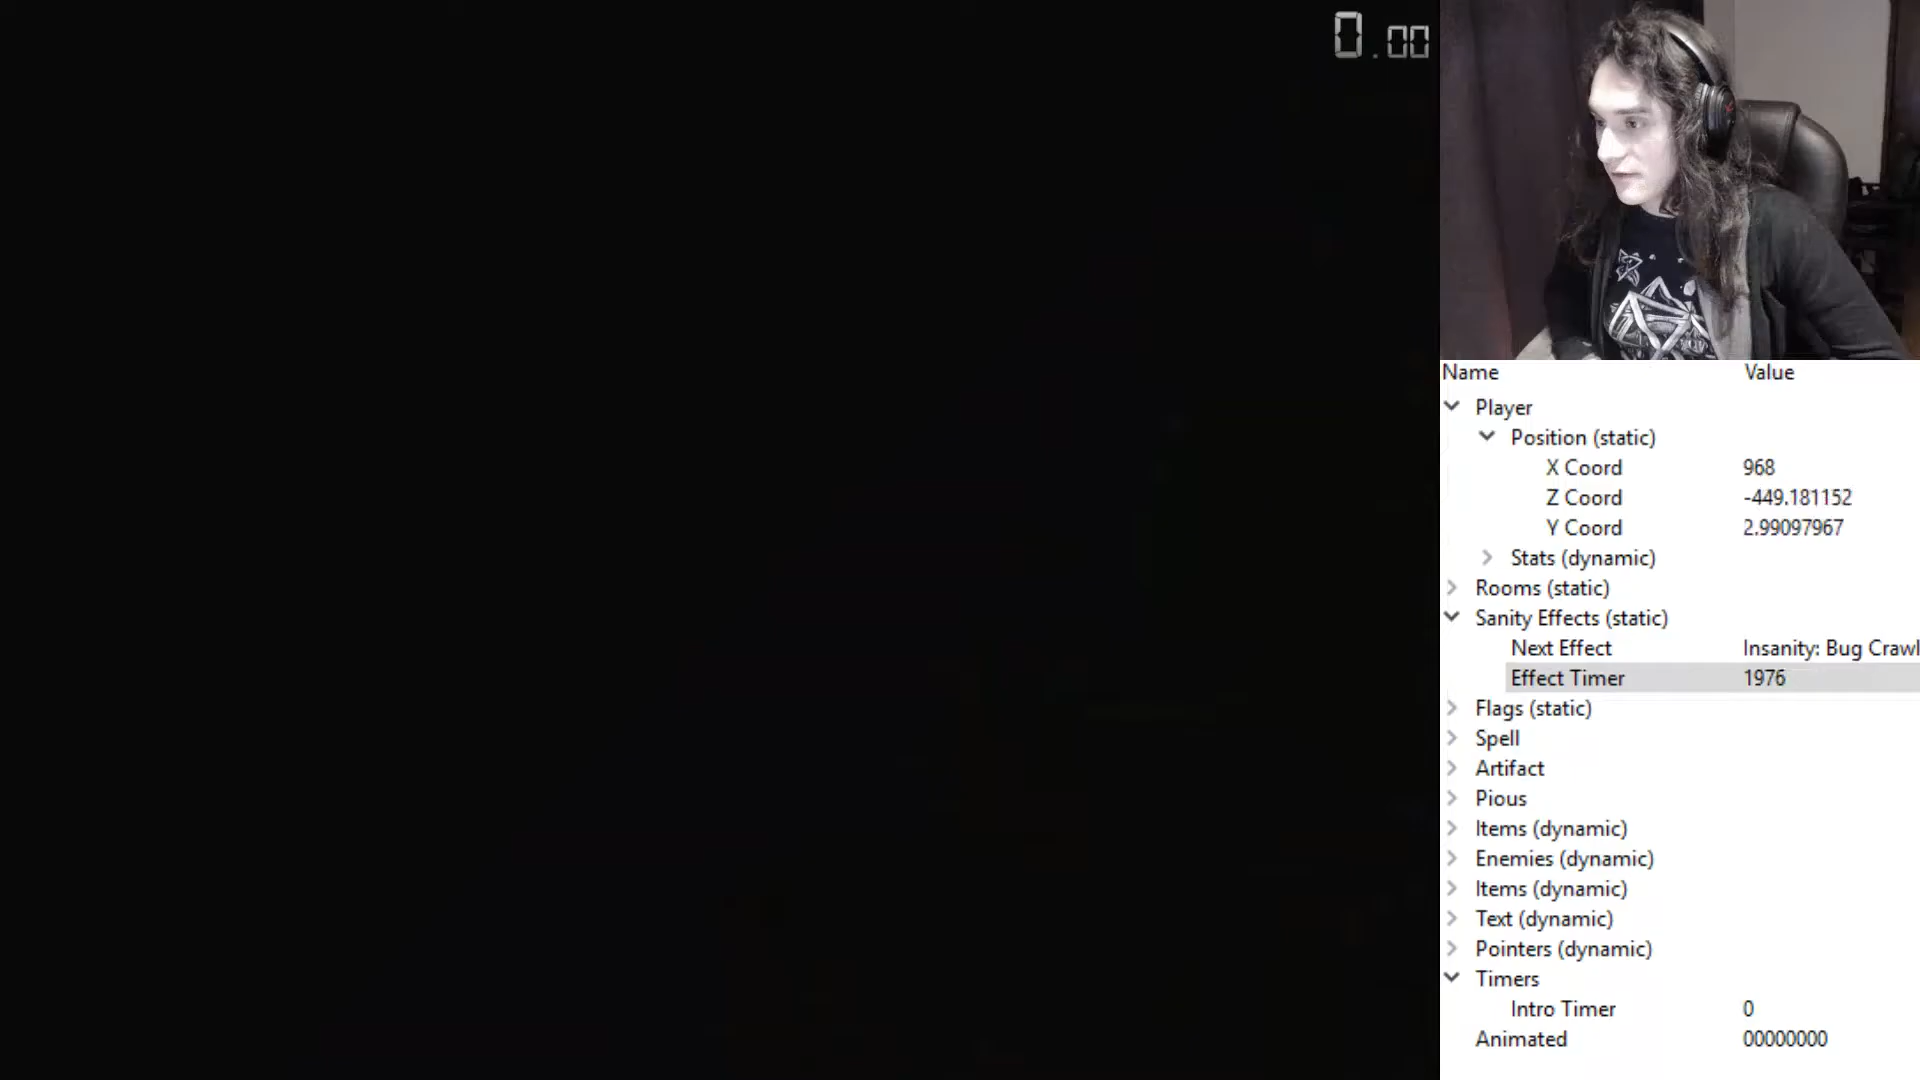 0.00
Name Value
Player
Position (static)
X Coord 968
Z Coord -449.181152
Y Coord 2.99097967
Stats (dynamic)
Rooms (static)
Sanity Effects (static)
Next Effect Insanity: Bug Crawl
Effect Timer 1976
Flags (static)
Spell
Artifact
Pious
Items (dynamic)
Enemies (dynamic)
Items (dynamic)
Text (dynamic)
Pointers (dynamic)
Timers
Intro Timer 0
Animated 00000000